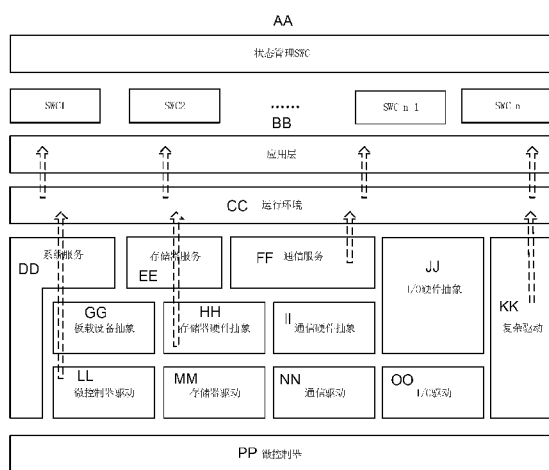 AA
状态管理SWC
SWC1
SWC2
……
SWC n-1
SWC n
BB
应用层
CC 运行环境
DD 系统服务
EE 存储器服务
FF 通信服务
JJ
I/O硬件抽象
KK
复杂驱动
GG
板载设备抽象
HH
存储器硬件抽象
II
通信硬件抽象
LL
微控制器驱动
MM
存储器驱动
NN
通信驱动
OO
I/O驱动
PP 微控制器